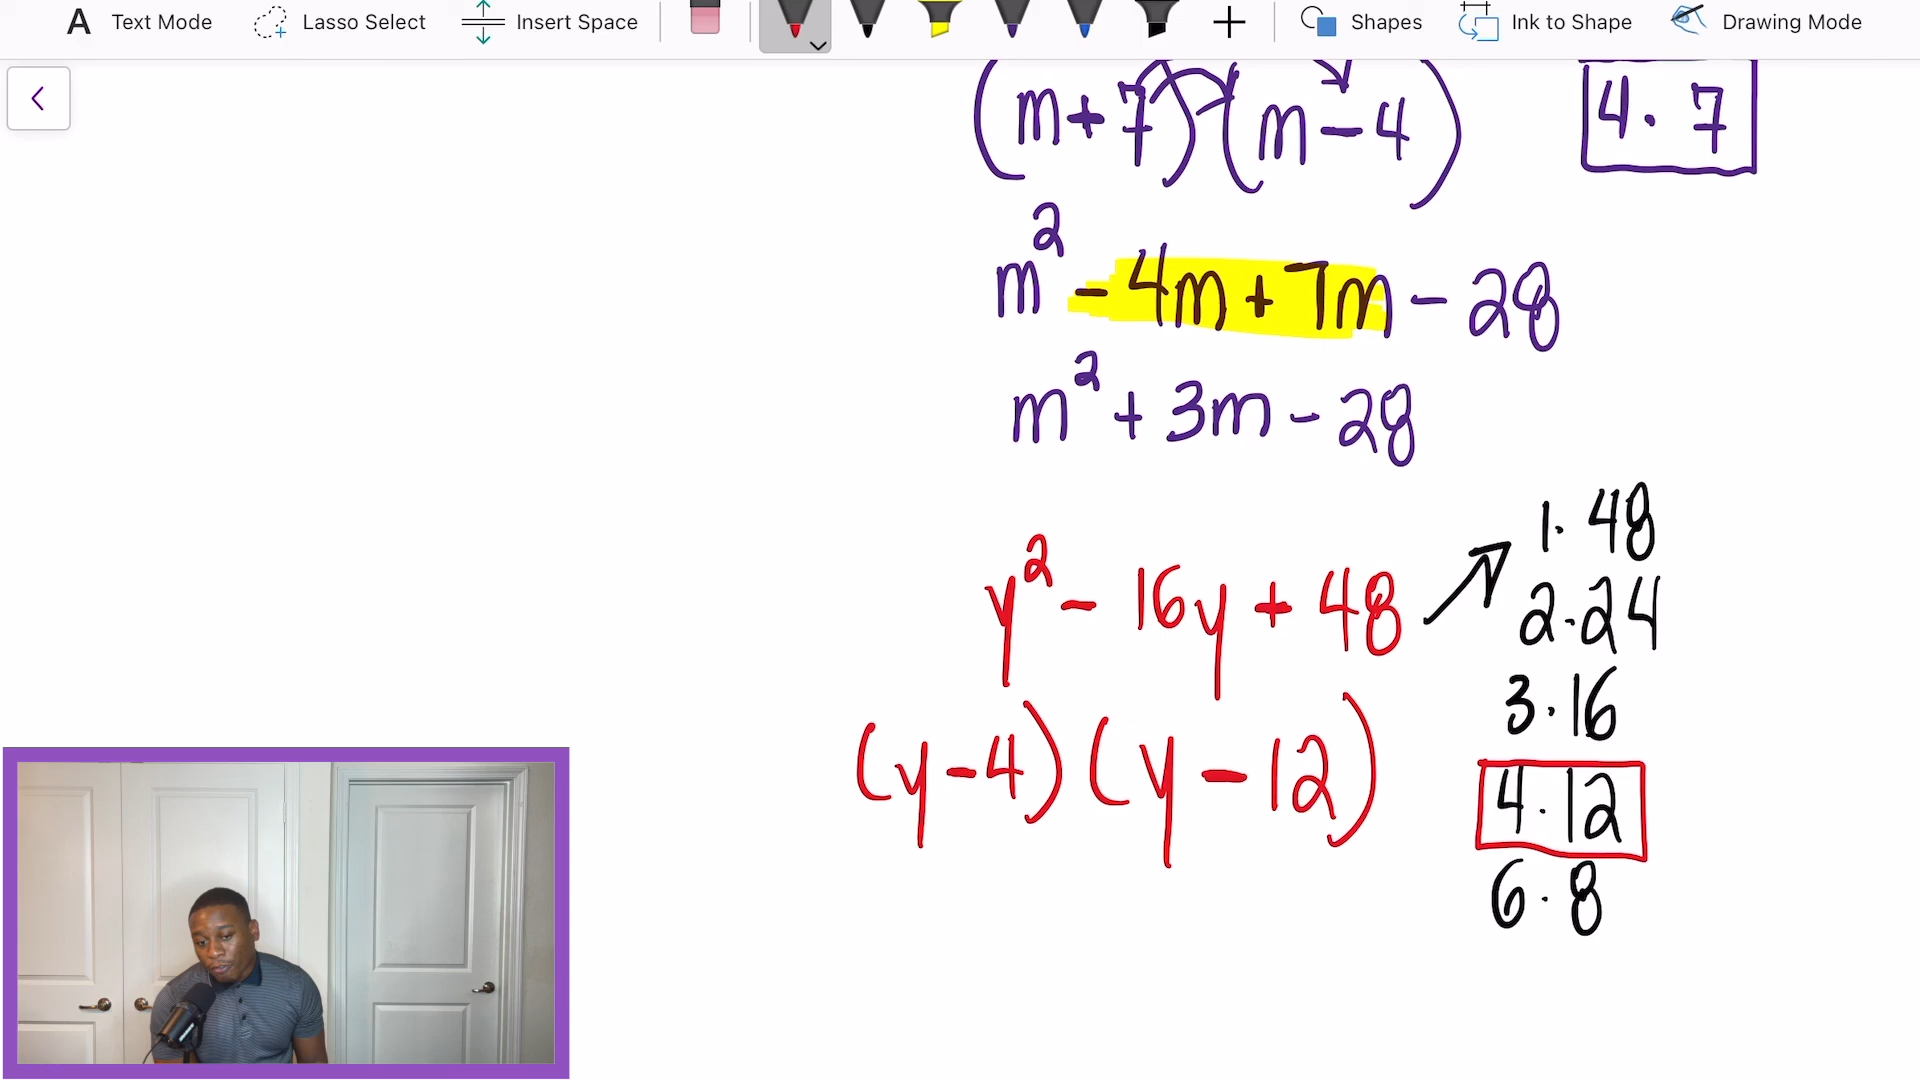 A Text Mode Lasso Select Insert Space Shapes Ink to Shape Drawing Mode
(m+7)(m-4) 4·7
m² - 4m + 7m - 28
m² + 3m - 28
y² - 16y + 48
1·48
2·24
3·16
(y-4)(y-12)
4·12
6·8